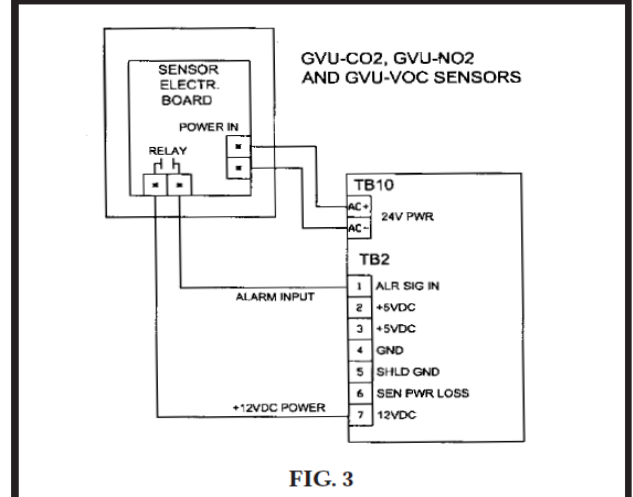 GVU-CO2, GVU-NO2
AND GVU-VOC SENSORS
SENSOR
ELECTR.
BOARD
POWER IN
RELAY
TB10
AC+
24V PWR
AC-
TB2
1 ALR SIG IN
ALARM INPUT
2 +5VDC
3 +5VDC
4 GND
5 SHLD GND
6 SEN PWR LOSS
+12VDC POWER
7 12VDC
FIG. 3